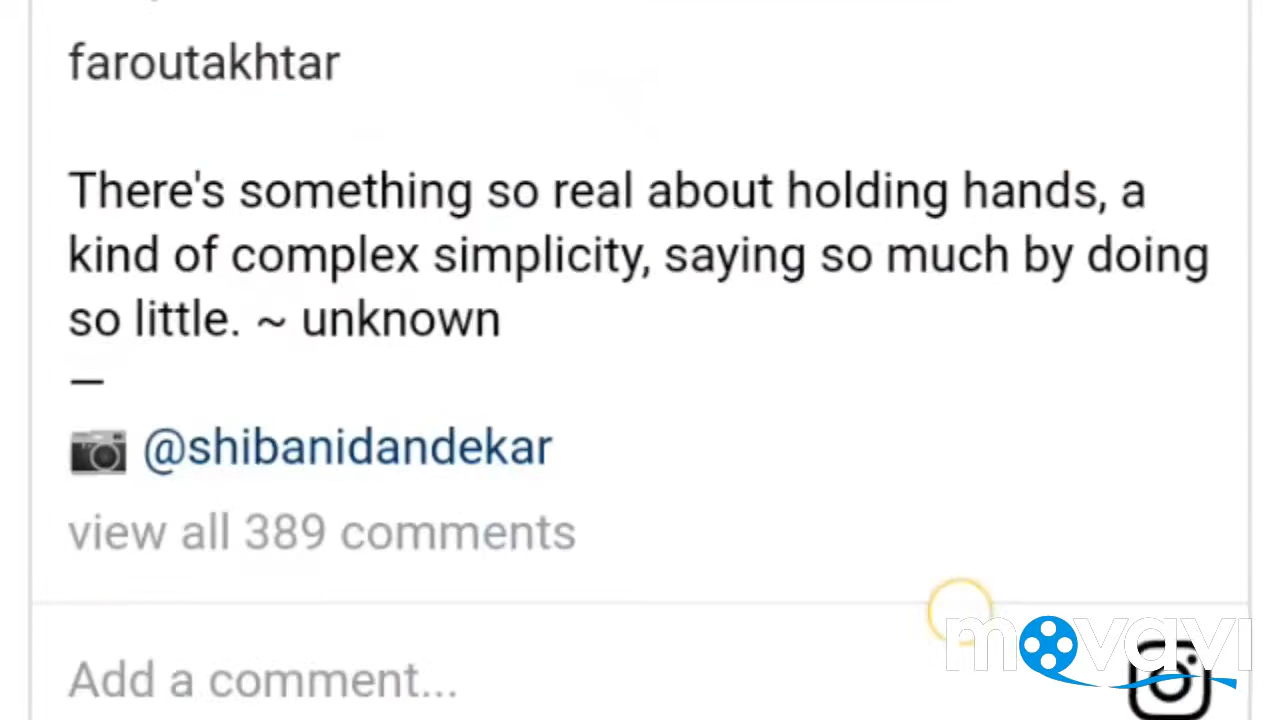 faroutakhtar
There's something so real about holding hands, a
kind of complex simplicity, saying so much by doing
so little. ~ unknown
—
@shibanidandekar
view all 389 comments
movavi
Add a comment...